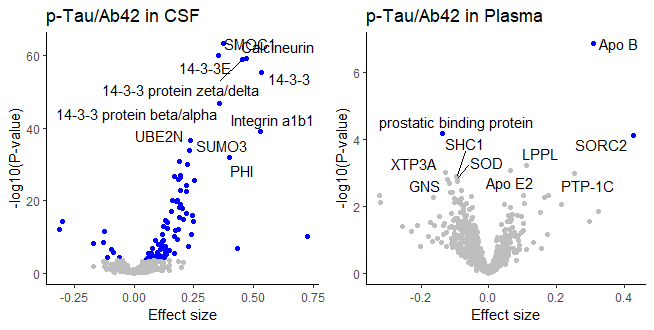 p-Tau/Ab42 in CSF
p-Tau/Ab42 in Plasma
-log10(P-value)
60
40
20
0
-0.25
0.00
0.25
0.50
0.75
Effect size
SMOC1
Calcineurin
14-3-3E
14-3-3
14-3-3 protein zeta/delta
14-3-3 protein beta/alpha
Integrin a1b1
UBE2N
SUMO3
PHI
-log10(P-value)
6
4
2
0
-0.2
0.0
0.2
0.4
Effect size
Apo B
prostatic binding protein
SORC2
SHC1
LPPL
XTP3A
SOD
GNS
Apo E2
PTP-1C